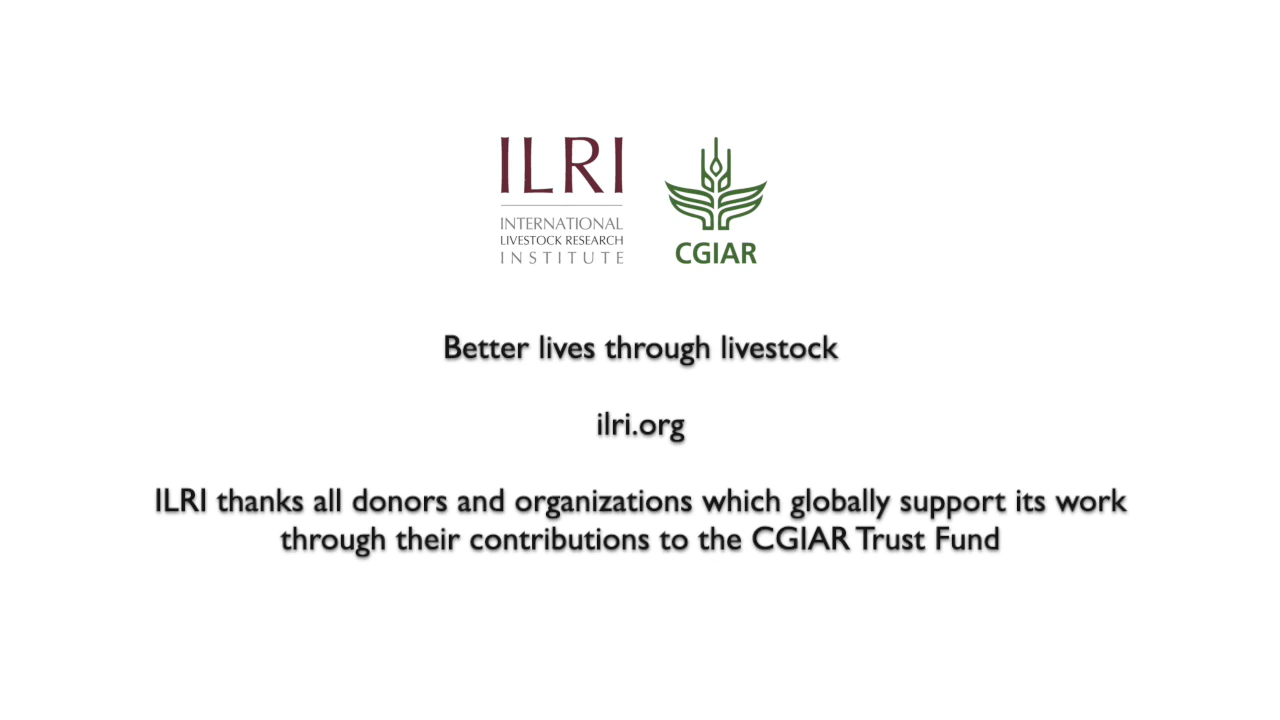 ILRI
INTERNATIONAL
LIVESTOCK RESEARCH
INSTITUTE
CGIAR
Better lives through livestock
ilri.org
ILRI thanks all donors and organizations which globally support its work
through their contributions to the CGIAR Trust Fund